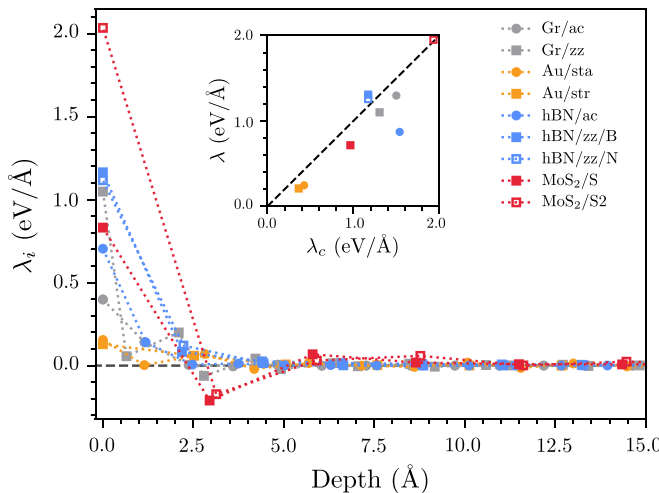 2.0
1.5
1.0
0.5
0.0
λᵢ (eV/Å)
0.0 2.5 5.0 7.5 10.0 12.5 15.0
Depth (Å)
2.0
1.0
0.0
λ (eV/Å)
0.0 1.0 2.0
λ_c (eV/Å)
Gr/ac
Gr/zz
Au/sta
Au/str
hBN/ac
hBN/zz/B
hBN/zz/N
MoS₂/S
MoS₂/S2